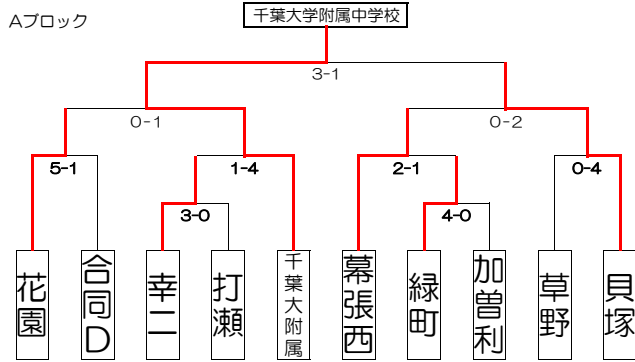 Aブロック
千葉大学附属中学校
3-1
0-1
0-2
5-1
1-4
2-1
0-4
3-0
4-0
花園
合同D
幸二
打瀬
千葉大附属
幕張西
緑町
加曽利
草野
貝塚